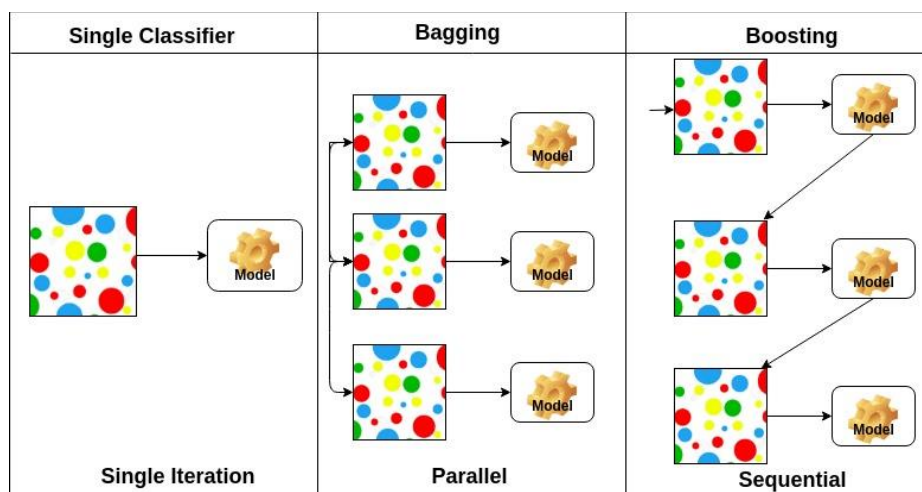 Single Classifier
Bagging
Boosting
Model
Model
Model
Model
Model
Model
Model
Single Iteration
Parallel
Sequential